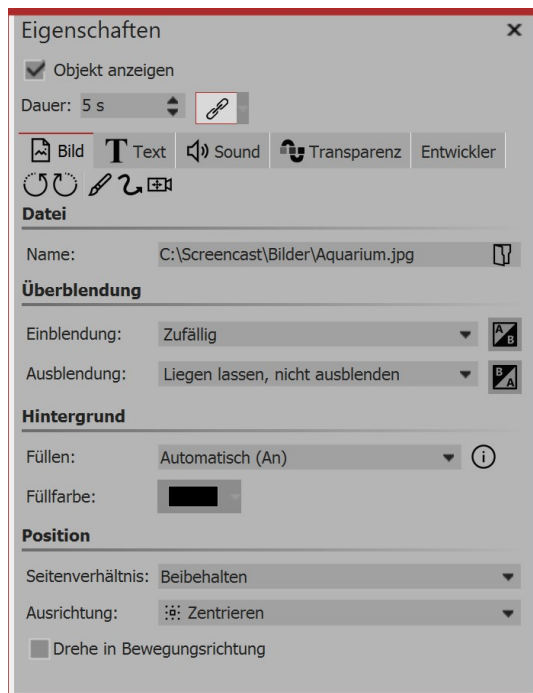 Eigenschaften
Objekt anzeigen
Dauer: 5 s
Bild Text Sound Transparenz Entwickler
Datei
Name: C:\Screencast\Bilder\Aquarium.jpg
Überblendung
Einblendung: Zufällig A B
Ausblendung: Liegen lassen, nicht ausblenden B A
Hintergrund
Füllen: Automatisch (An)
Füllfarbe:
Position
Seitenverhältnis: Beibehalten
Ausrichtung: Zentrieren
Drehe in Bewegungsrichtung